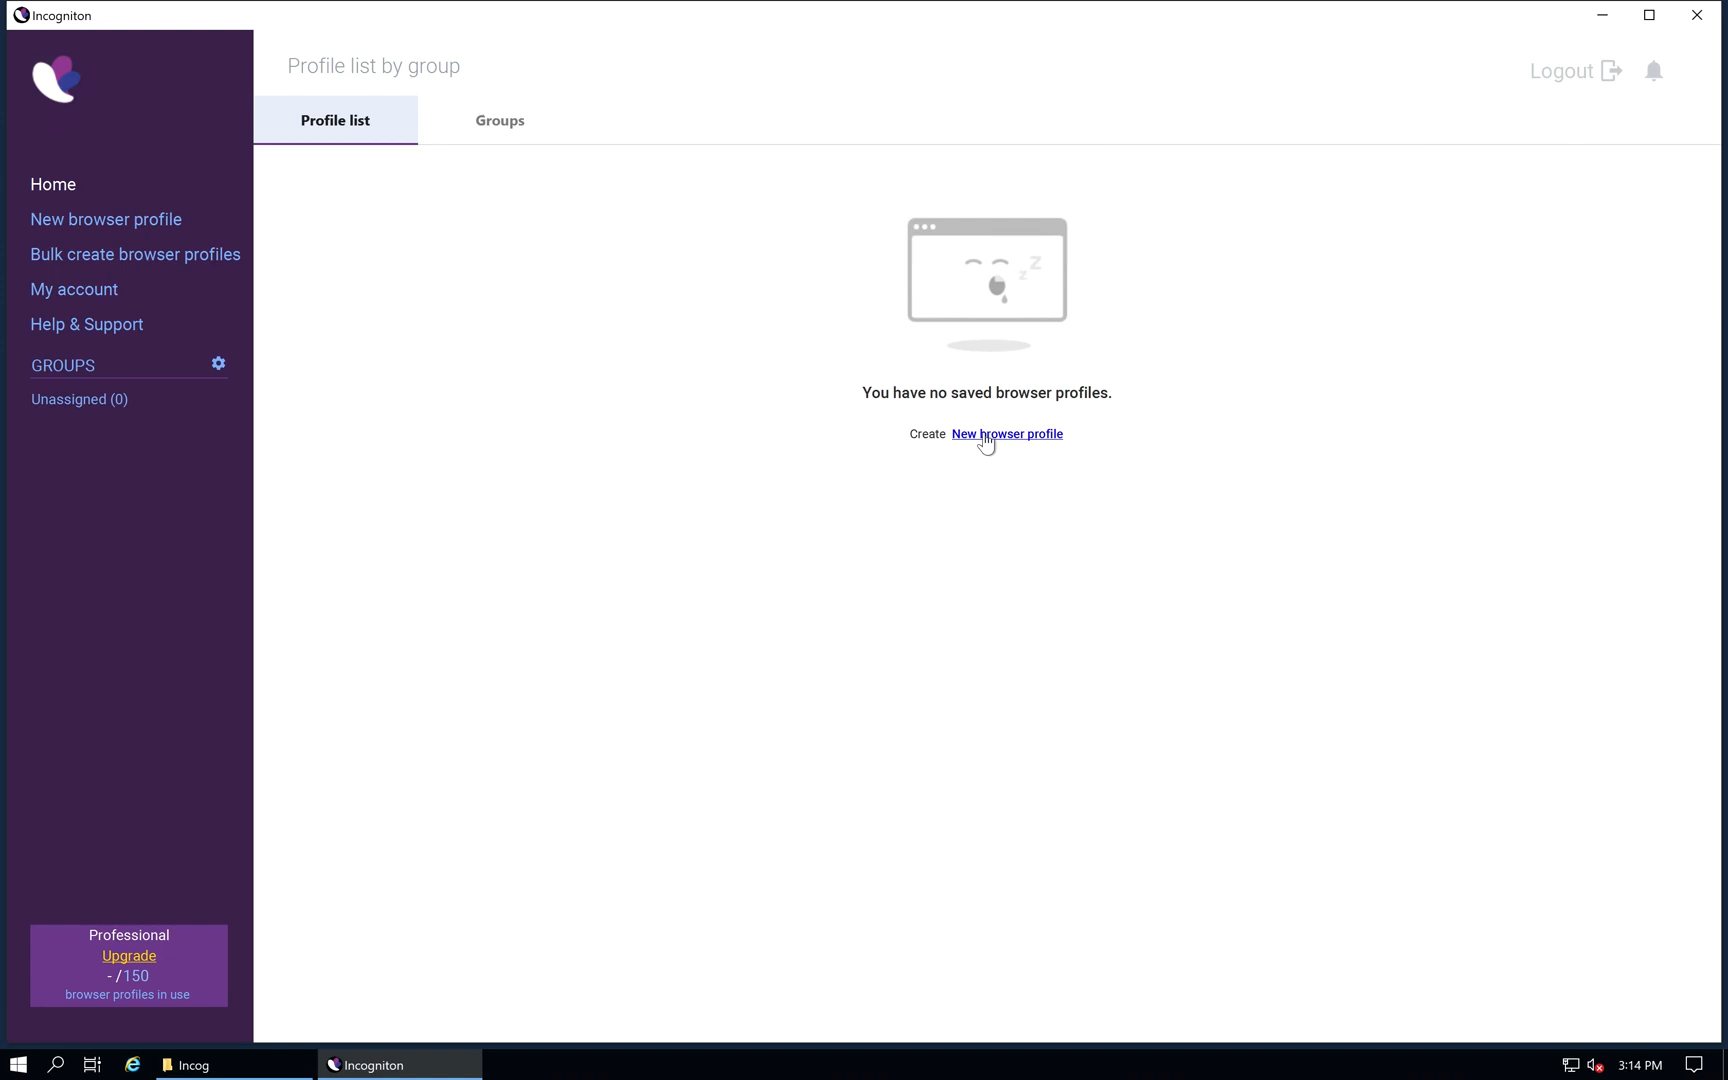 Incogniton
Profile list by group
Logout
Profile list
Groups
Home
New browser profile
Bulk create browser profiles
My account
Help & Support
GROUPS
Unassigned (0)
z
z
You have no saved browser profiles.
Create New browser profile
Professional
Upgrade
- /150
browser profiles in use
Incog
Incogniton
3:14 PM